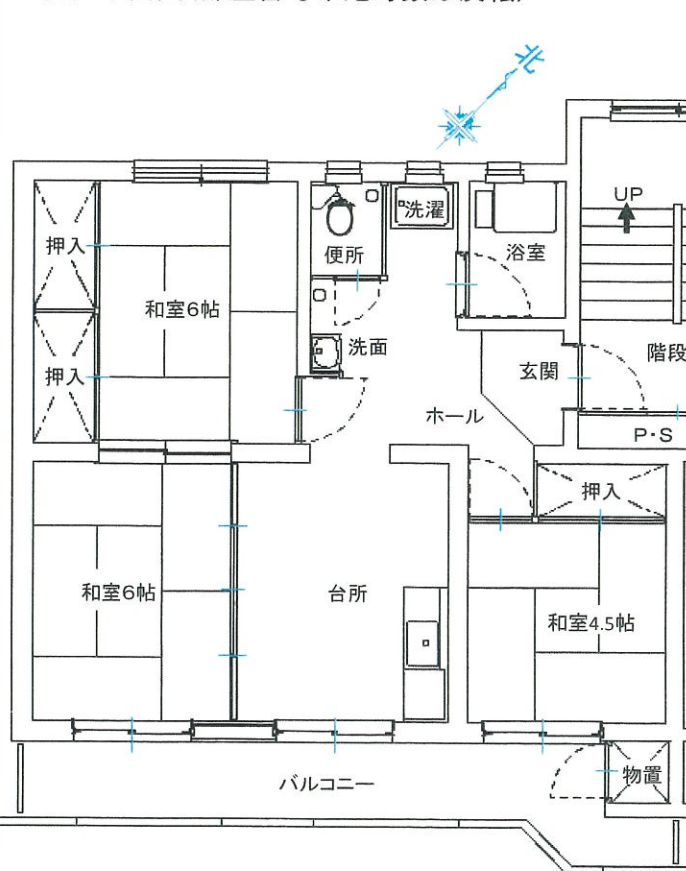 北
UP
洗濯
浴室
押入
便所
和室6帖
洗面
階段
玄関
押入
ホール
P・S
押入
和室6帖
台所
和室4.5帖
バルコニー
物置